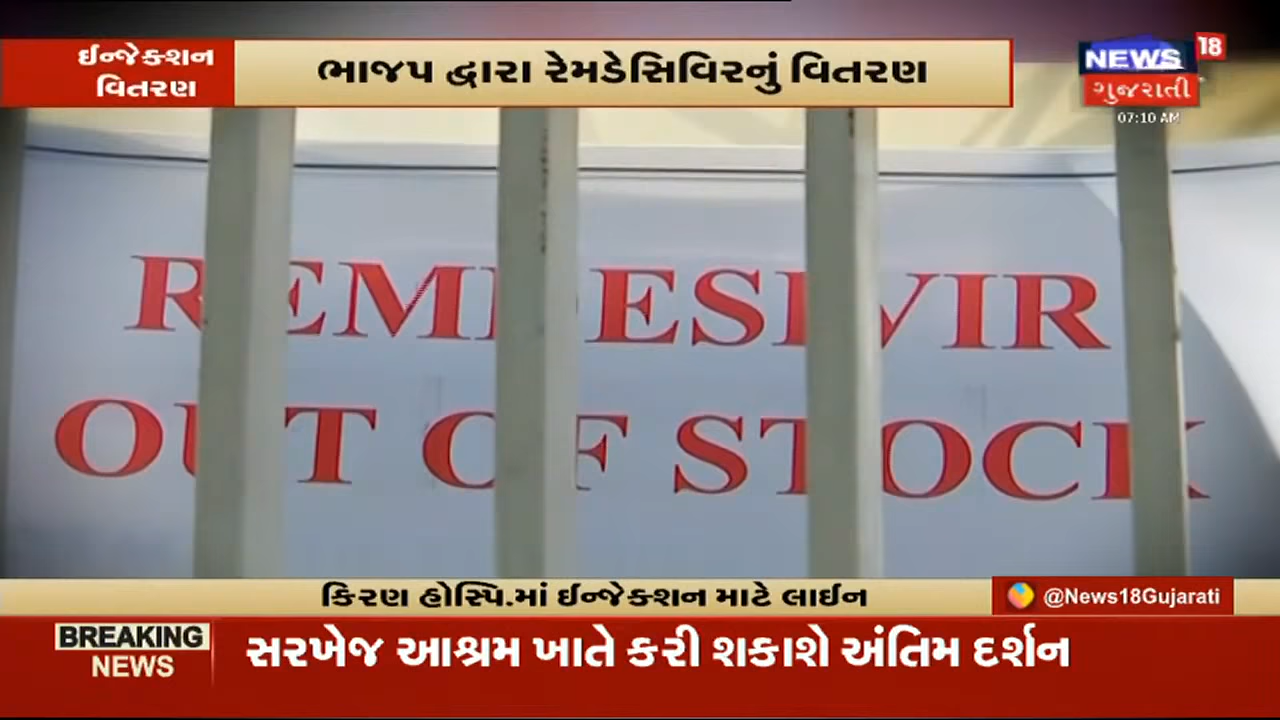 ઈન્જેક્શન
વિતરણ
ભાજપ દ્વારા રેમડેસિવિરનું વિતરણ
NEWS 18
ગુજરાતી
07:10 AM
REMDESIVIR
OUT OF STOCK
કિરણ હોસ્પિ.માં ઈન્જેક્શન માટે લાઈન
@News18Gujarati
BREAKING
NEWS
સરખેજ આશ્રમ ખાતે કરી શકાશે અંતિમ દર્શન